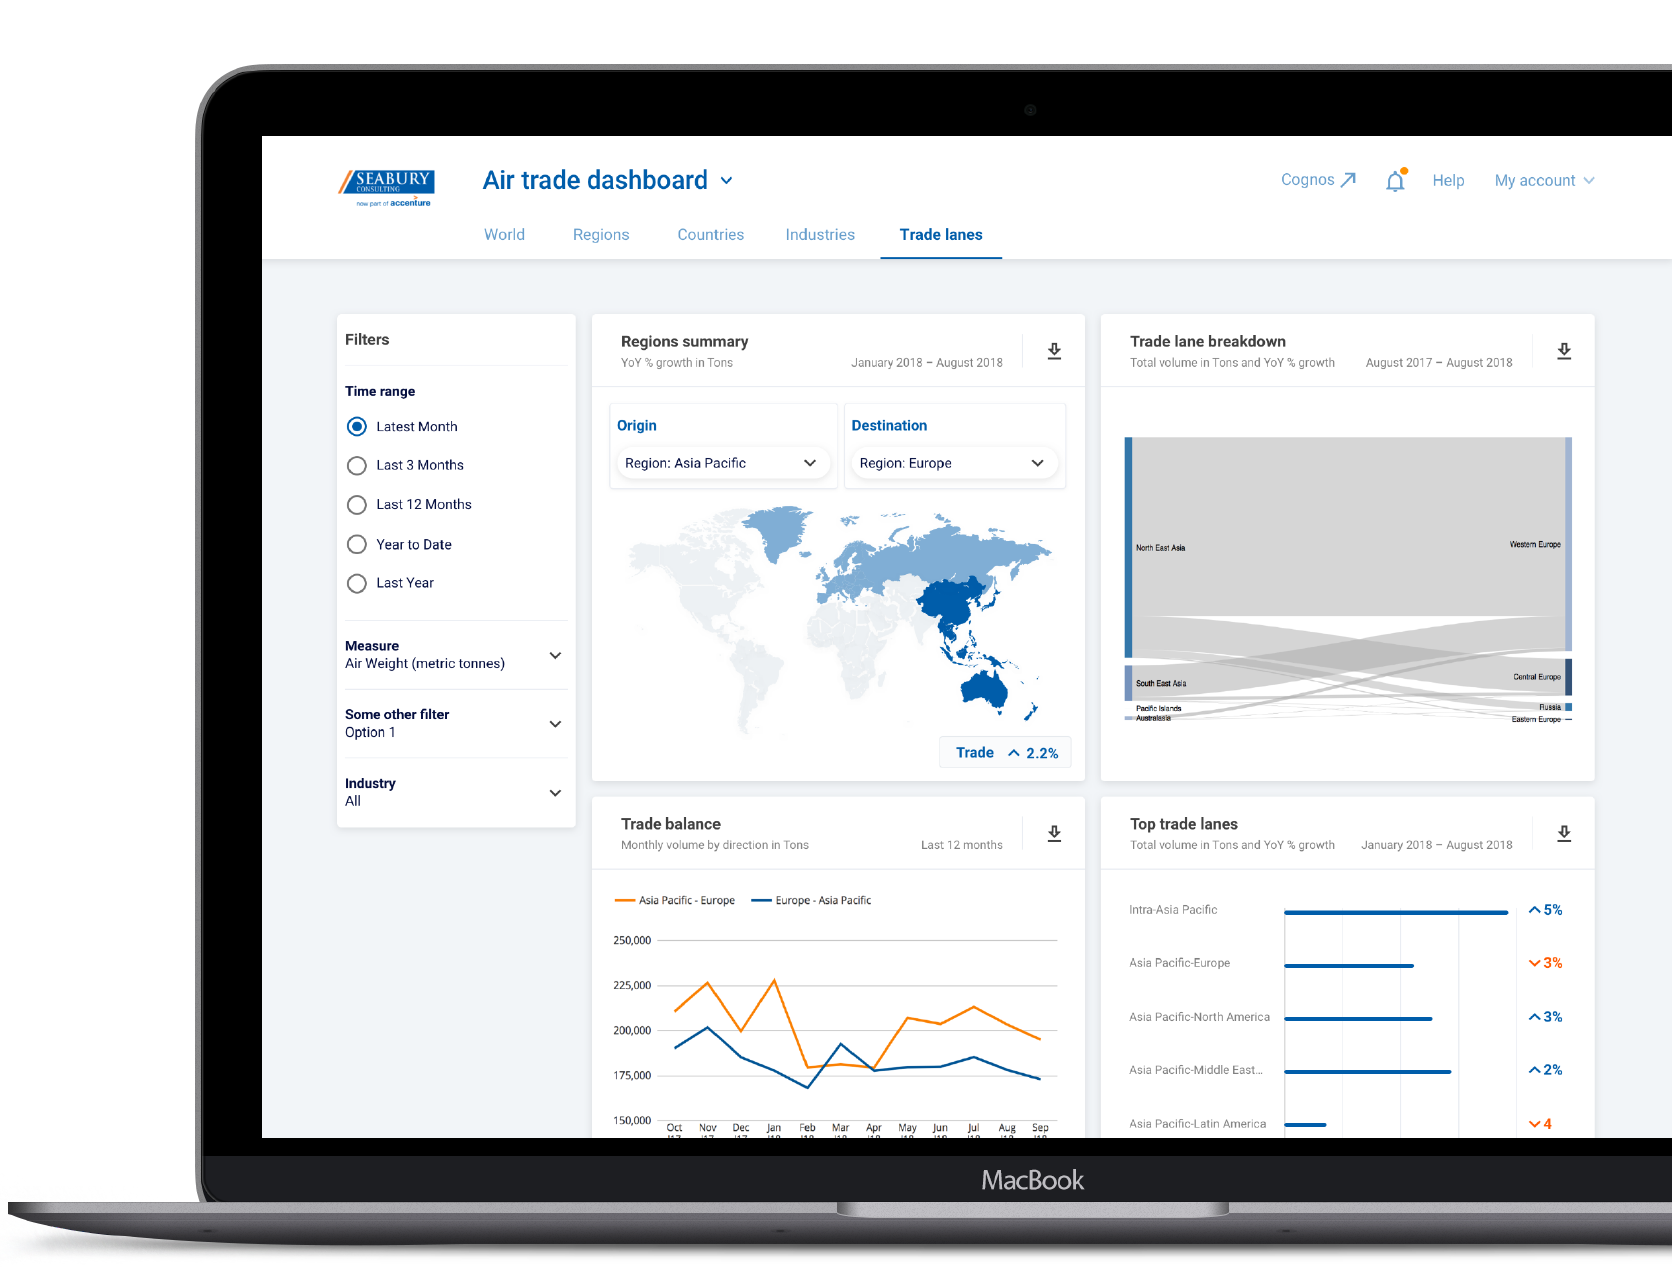 SEABURY
CONSULTING
now part of accenture
Air trade dashboard
Cognos
Help
My account
World
Regions
Countries
Industries
Trade lanes
Filters
Time range
Latest Month
Last 3 Months
Last 12 Months
Year to Date
Last Year
Measure
Air Weight (metric tonnes)
Some other filter
Option 1
Industry
All
Regions summary
YoY % growth in Tons
January 2018 – August 2018
Origin
Region: Asia Pacific
Destination
Region: Europe
Trade 2.2%
Trade lane breakdown
Total volume in Tons and YoY % growth
August 2017 – August 2018
North East Asia
South East Asia
Pacific Islands
Australasia
Western Europe
Central Europe
Russia
Eastern Europe
Trade balance
Monthly volume by direction in Tons
Last 12 months
Asia Pacific - Europe
Europe - Asia Pacific
250,000
225,000
200,000
175,000
150,000
Oct Nov Dec Jan Feb Mar Apr May Jun Jul Aug Sep
Top trade lanes
Total volume in Tons and YoY % growth
January 2018 – August 2018
Intra-Asia Pacific 5%
Asia Pacific-Europe 3%
Asia Pacific-North America 3%
Asia Pacific-Middle East... 2%
Asia Pacific-Latin America 4
MacBook